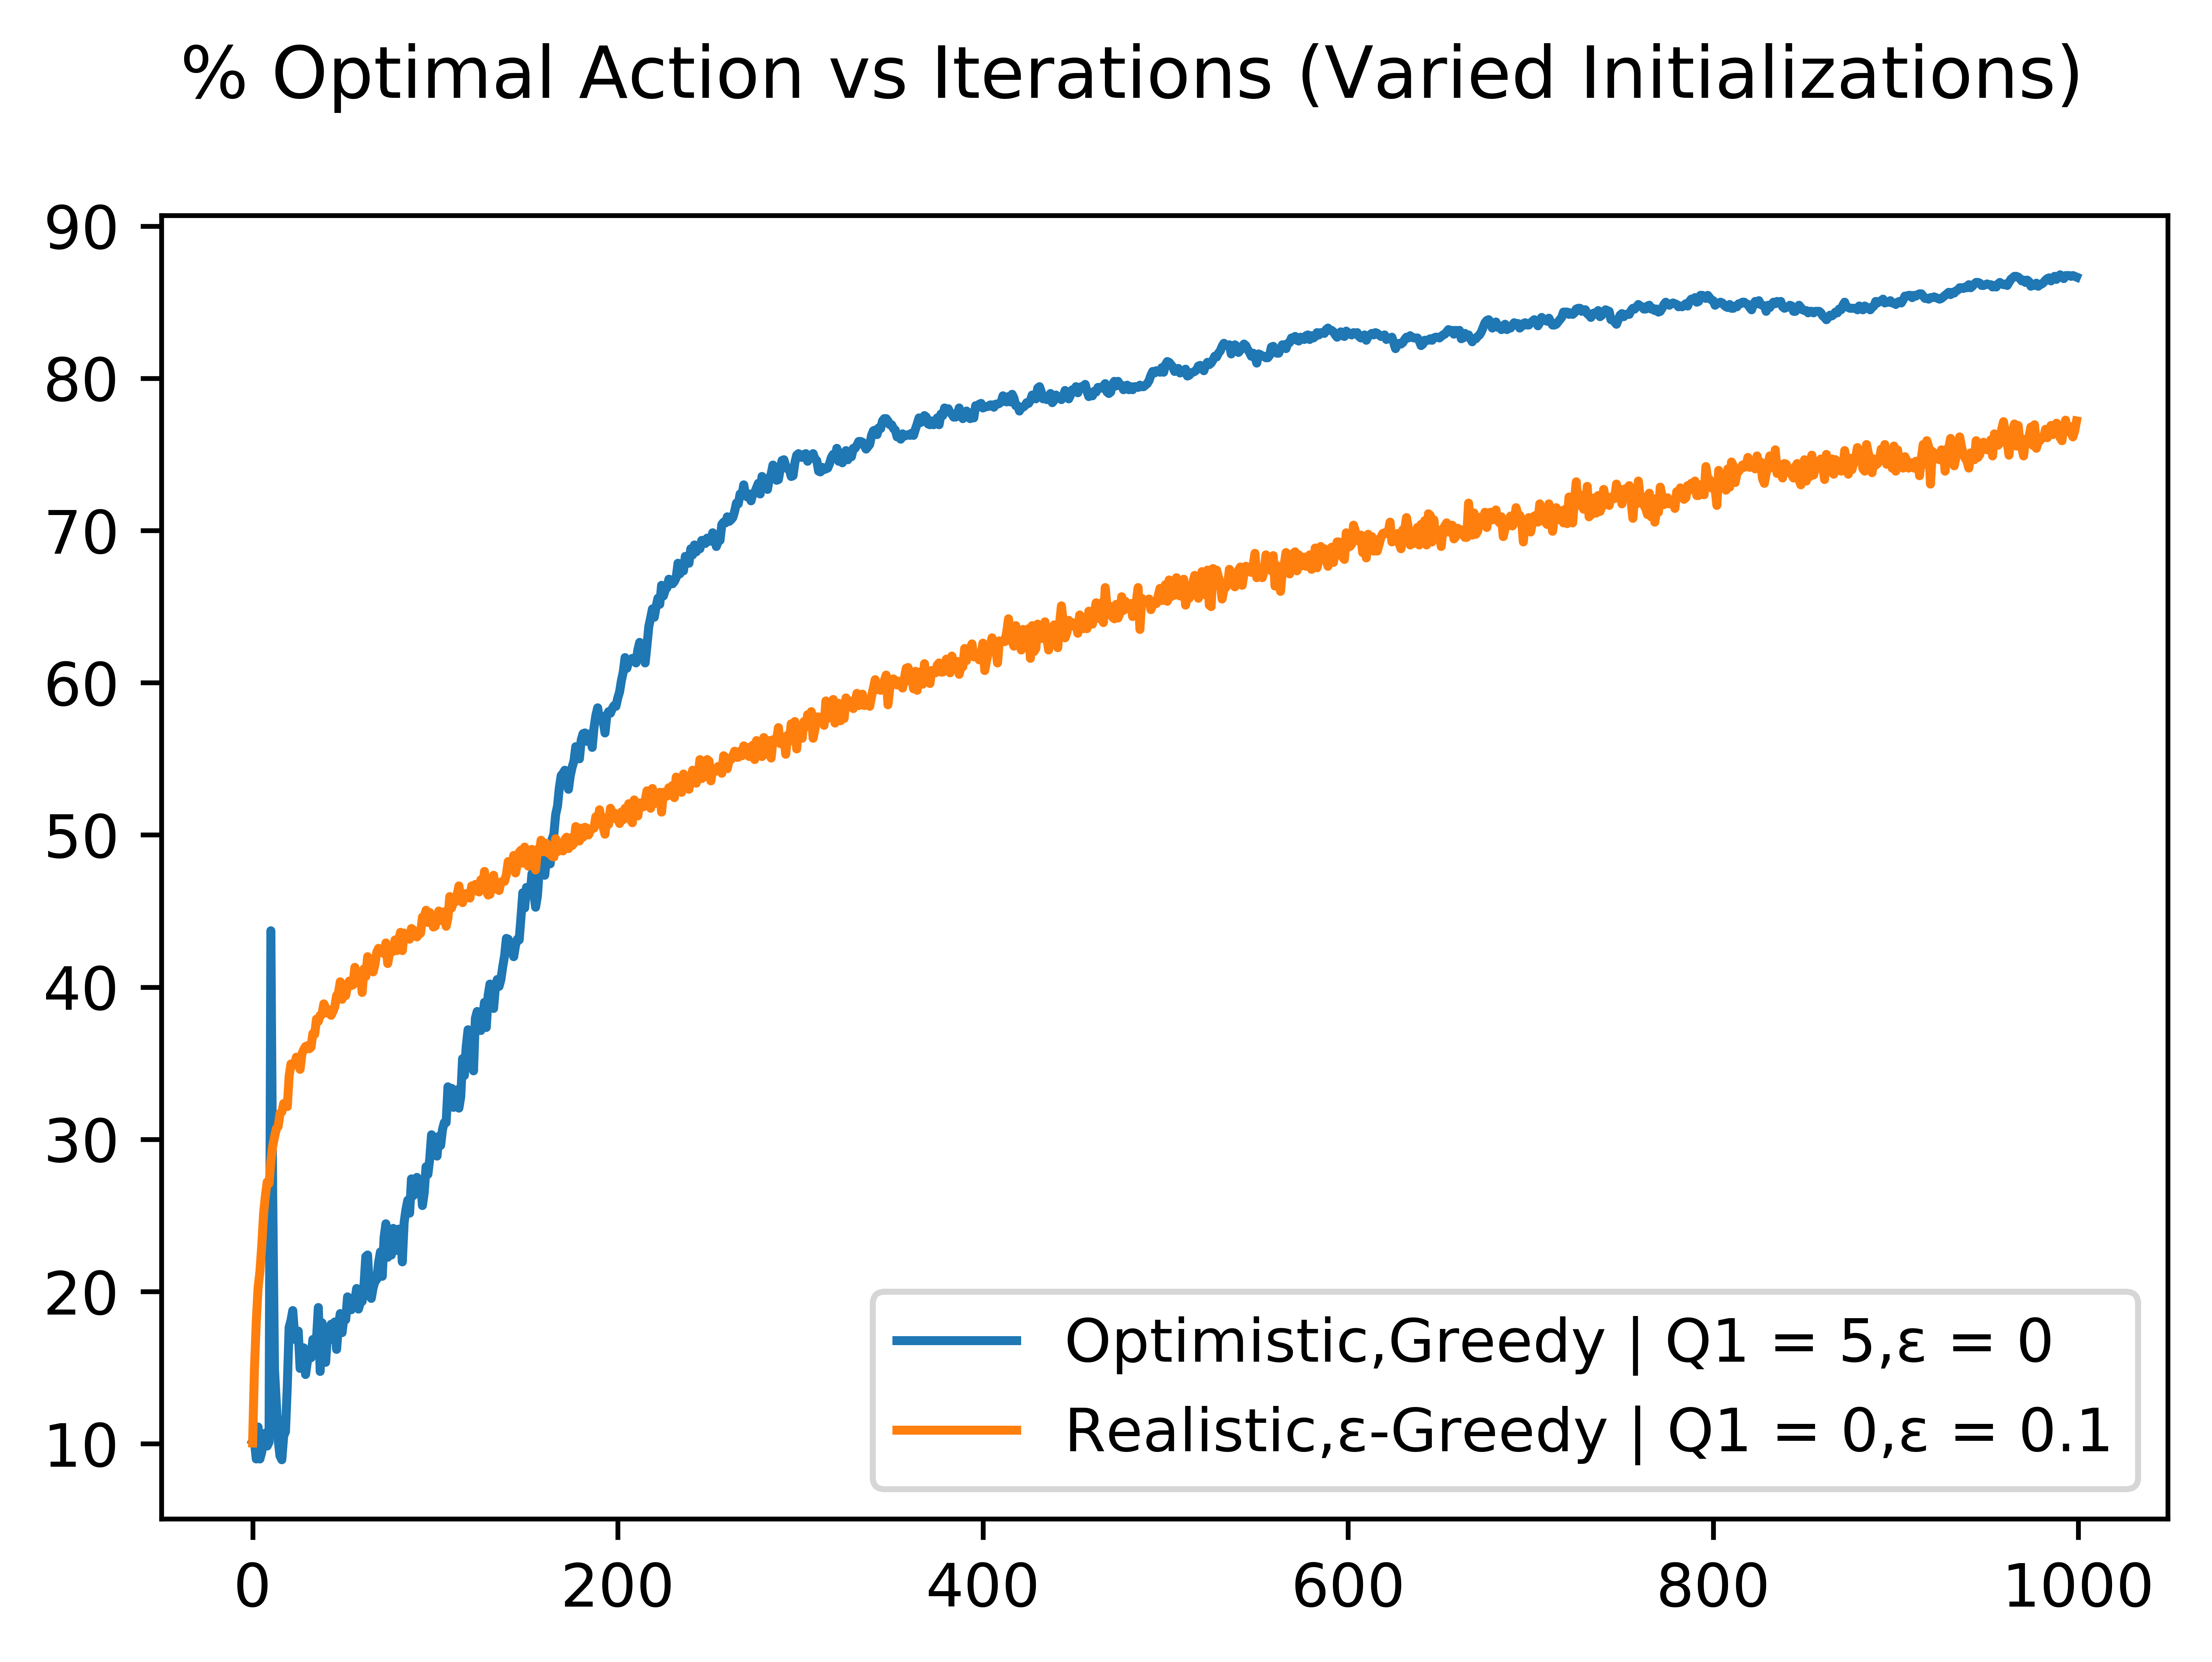 % Optimal Action vs Iterations (Varied Initializations)
90
80
70
60
50
40
30
20
10
Optimistic,Greedy | Q1 = 5,ε = 0
Realistic,ε-Greedy | Q1 = 0,ε = 0.1
0 200 400 600 800 1000